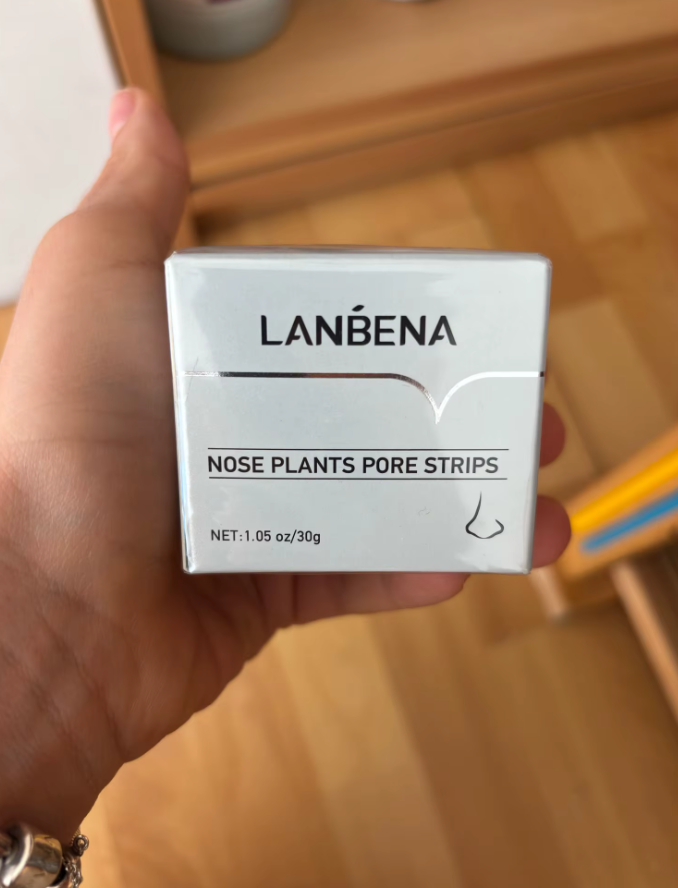 LANBENA
NOSE PLANTS PORE STRIPS
NET:1.05 oz/30g